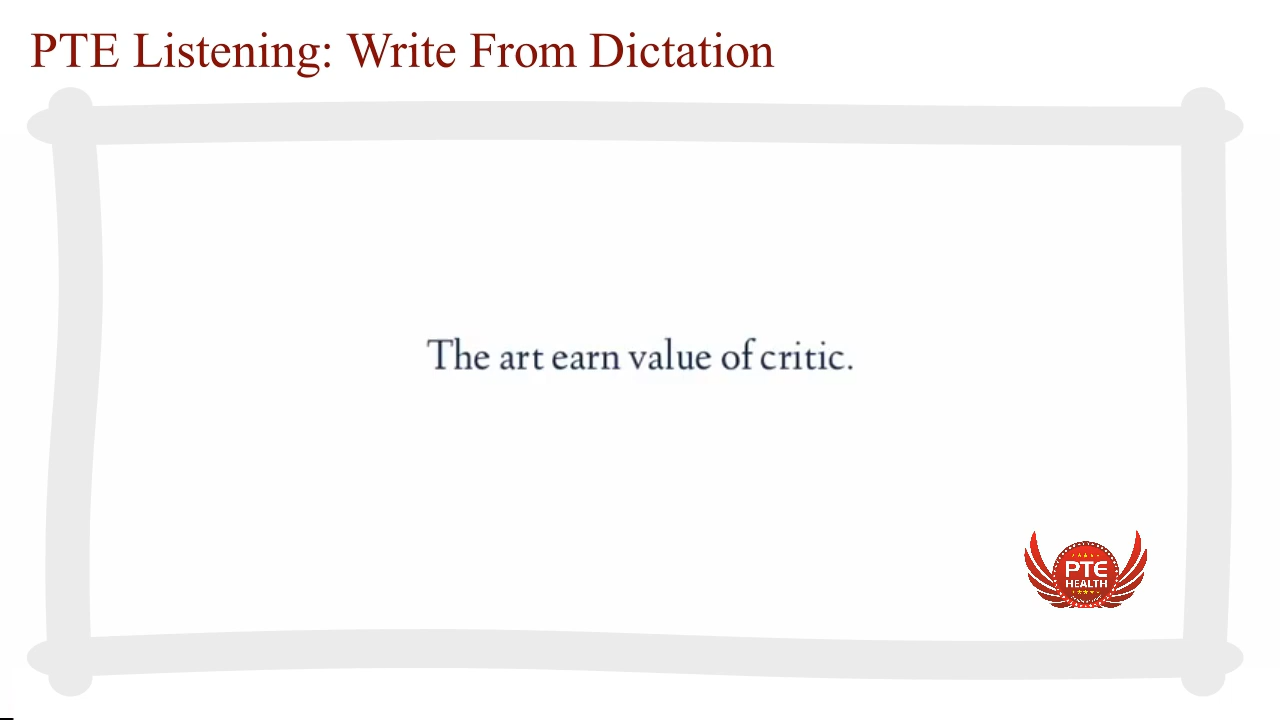 PTE Listening: Write From Dictation
The art earn value of critic.
PTE
HEALTH